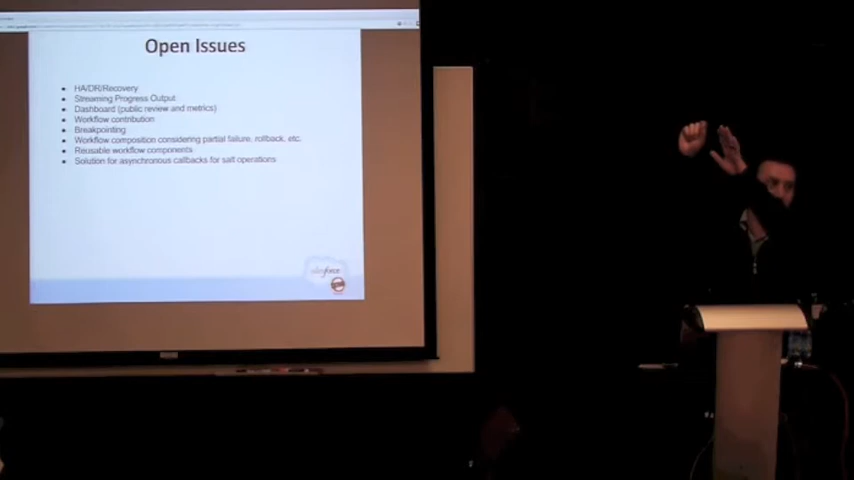 Open Issues
HA/DR/Recovery
Streaming Progress Output
Dashboard (public review and metrics)
Workflow contribution
Breakpointing
Workflow composition considering partial failure, rollback, etc.
Reusable workflow components
Solution for asynchronous callbacks for salt operations
salesforce